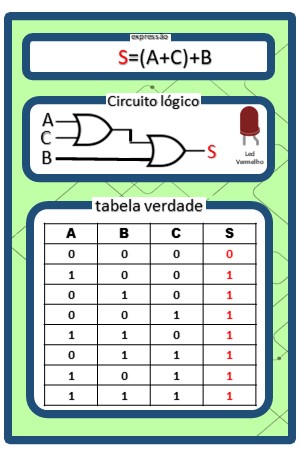 expressão
S=(A+C)+B
Circuito lógico
A
C
B
S
Led
Vermelho
tabela verdade
A B C S
0 0 0 0
1 0 0 1
0 1 0 1
0 0 1 1
1 1 0 1
0 1 1 1
1 0 1 1
1 1 1 1